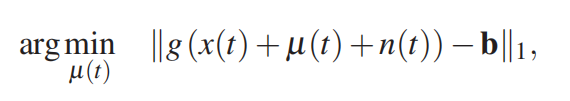 arg min ‖g(x(t)+μ(t)+n(t))−𝐛‖₁,
μ(t)